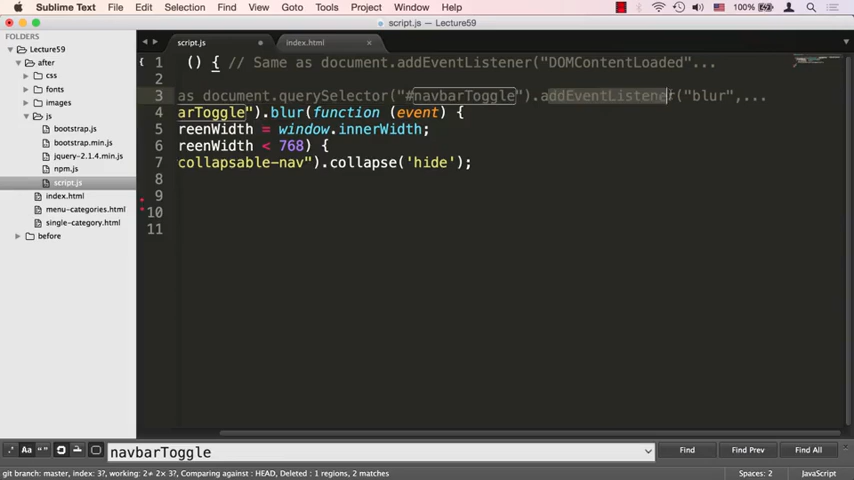 Sublime Text File Edit Selection Find View Goto Tools Project Window Help 100%
script.js
FOLDERS
Lecture59
after
css
fonts
images
js
bootstrap.js
bootstrap.min.js
jquery-2.1.4.min.js
npm.js
script.js
index.html
menu-categories.html
single-category.html
before
script.js index.html
1 () { // Same as document.addEventListener("DOMContentLoaded"...
2
3 as document.querySelector("#navbarToggle").addEventListener("blur",...
4 arToggle").blur(function (event) {
5 reenWidth = window.innerWidth;
6 reenWidth < 768) {
7 collapsable-nav").collapse('hide');
8
9
10
11
.* Aa “” navbarToggle Find Find Prev Find All
git branch: master, index: 3?, working: 2≠ 2× 3?, Comparing against : HEAD, Deleted : 1 regions, 2 matches Spaces: 2 JavaScript